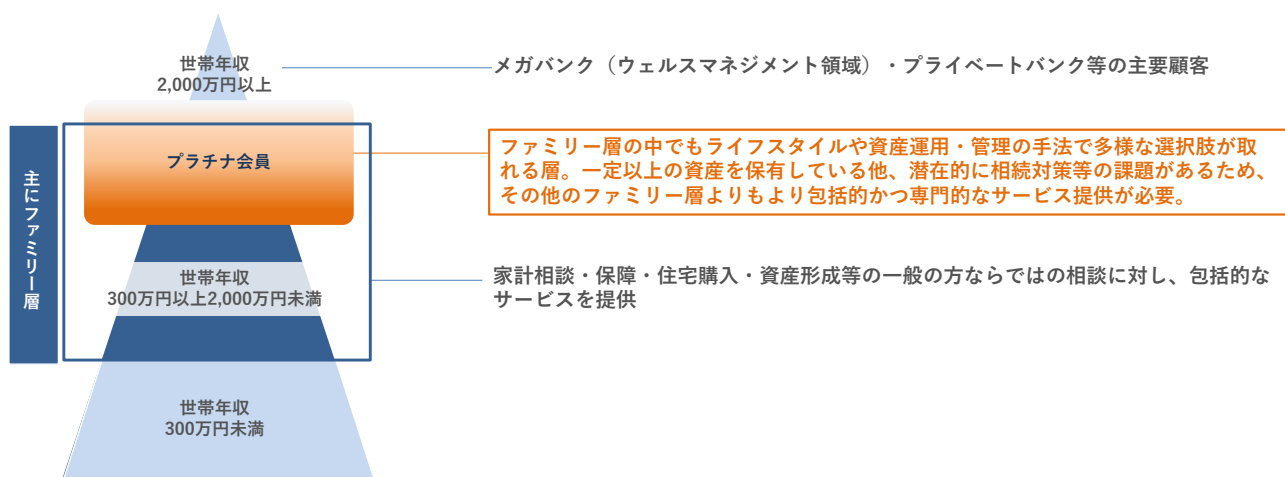 世帯年収
2,000万円以上
メガバンク（ウェルスマネジメント領域）・プライベートバンク等の主要顧客
主にファミリー層
プラチナ会員
ファミリー層の中でもライフスタイルや資産運用・管理の手法で多様な選択肢が取
れる層。一定以上の資産を保有している他、潜在的に相続対策等の課題があるため、
その他のファミリー層よりもより包括的かつ専門的なサービス提供が必要。
世帯年収
300万円以上2,000万円未満
家計相談・保障・住宅購入・資産形成等の一般の方ならではの相談に対し、包括的な
サービスを提供
世帯年収
300万円未満